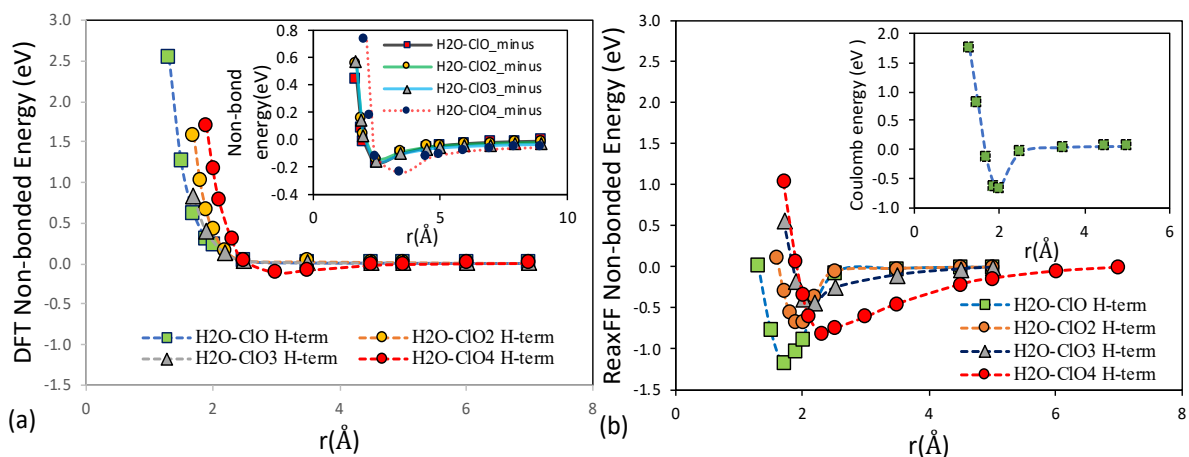 DFT Non-bonded Energy (eV)
3.0
2.5
2.0
1.5
1.0
0.5
0.0
-0.5
-1.0
-1.5
0
2
4
6
8
r(Å)
(a)
H2O-ClO H-term
H2O-ClO2 H-term
H2O-ClO3 H-term
H2O-ClO4 H-term
Non-bond
energy(eV)
0.8
0.6
0.4
0.2
0.0
-0.2
-0.4
0
5
10
r(Å)
H2O-ClO_minus
H2O-ClO2_minus
H2O-ClO3_minus
H2O-ClO4_minus
ReaxFF Non-bonded Energy (eV)
3.0
2.5
2.0
1.5
1.0
0.5
0.0
-0.5
-1.0
-1.5
0
2
4
6
8
r(Å)
(b)
H2O-ClO H-term
H2O-ClO2 H-term
H2O-ClO3 H-term
H2O-ClO4 H-term
Coulomb energy (eV )
2.0
1.5
1.0
0.5
0.0
-0.5
-1.0
0
2
4
6
r(Å)